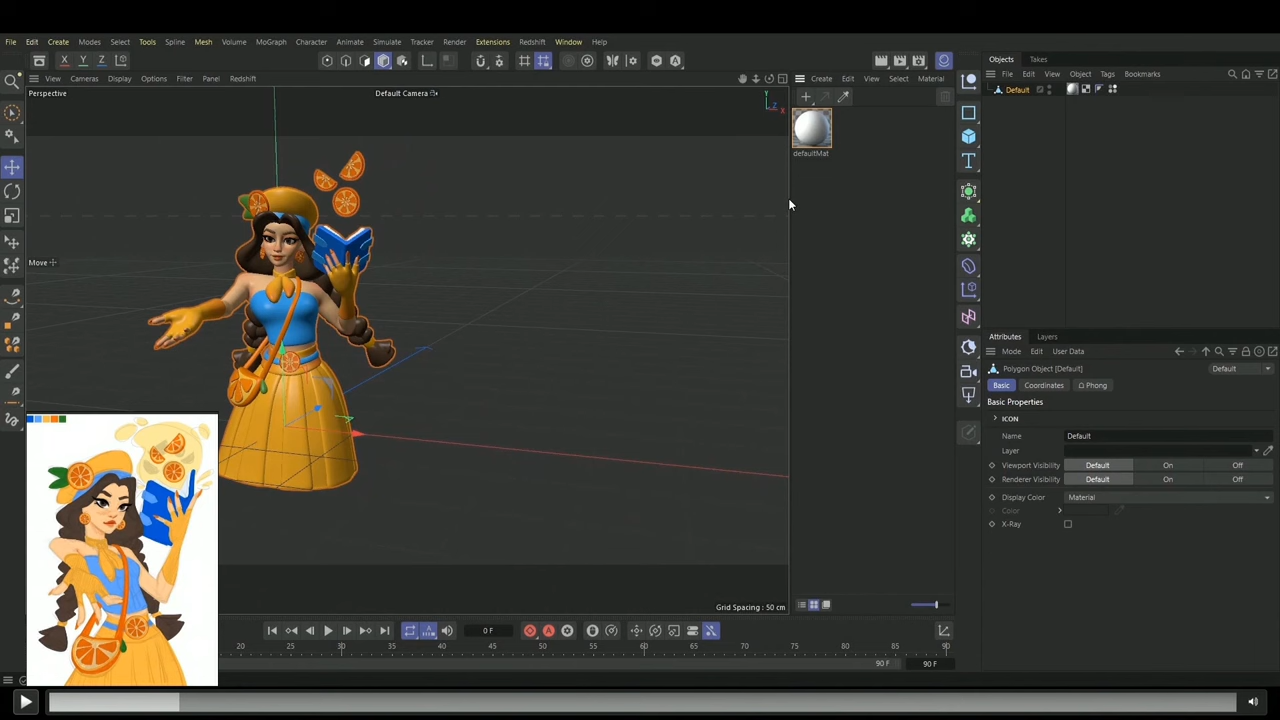 File Edit Create Modes Select Tools Spline Mesh Volume MoGraph Character Animate Simulate Tracker Render Extensions Redshift Window Help
Objects Takes
X Y Z
View Cameras Display Options Filter Panel Redshift
Create Edit View Select Material
File Edit View Object Tags Bookmarks
Perspective
Default Camera
Default
Y
Z
X
defaultMat
Move
Attributes Layers
Mode Edit User Data
Polygon Object [Default]
Default
Basic Coordinates Phong
Basic Properties
ICON
Name Default
Layer
Viewport Visibility Default On Off
Renderer Visibility Default On Off
Display Color Material
Color
X-Ray
Grid Spacing : 50 cm
0 F
25 30 35 40 45 50 55 60 65 70 75 80 85 90
90 F 90 F